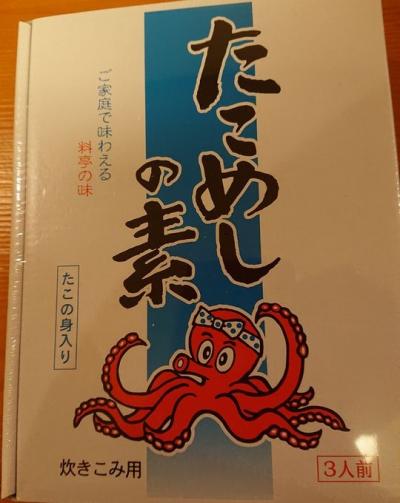 たこめし
の素
ご家庭で味わえる
料亭の味
たこの身入り
炊きこみ用
3人前